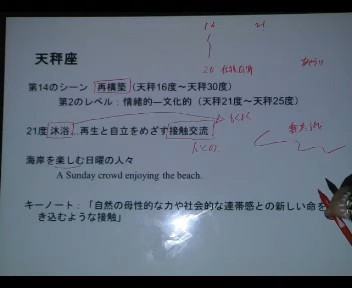 16 21
天秤座
第14のシーン 再構築 (天秤16度〜天秤30度)
20
第2のレベル：情緒的―文化的（天秤21度〜天秤25度）
21度 沐浴…再生と自立をめざす接触交流
海岸を楽しむ日曜の人々
A Sunday crowd enjoying the beach.
キーノート：「自然の母性的な力や社会的な連帯感との新しい命を
き込むような接触」